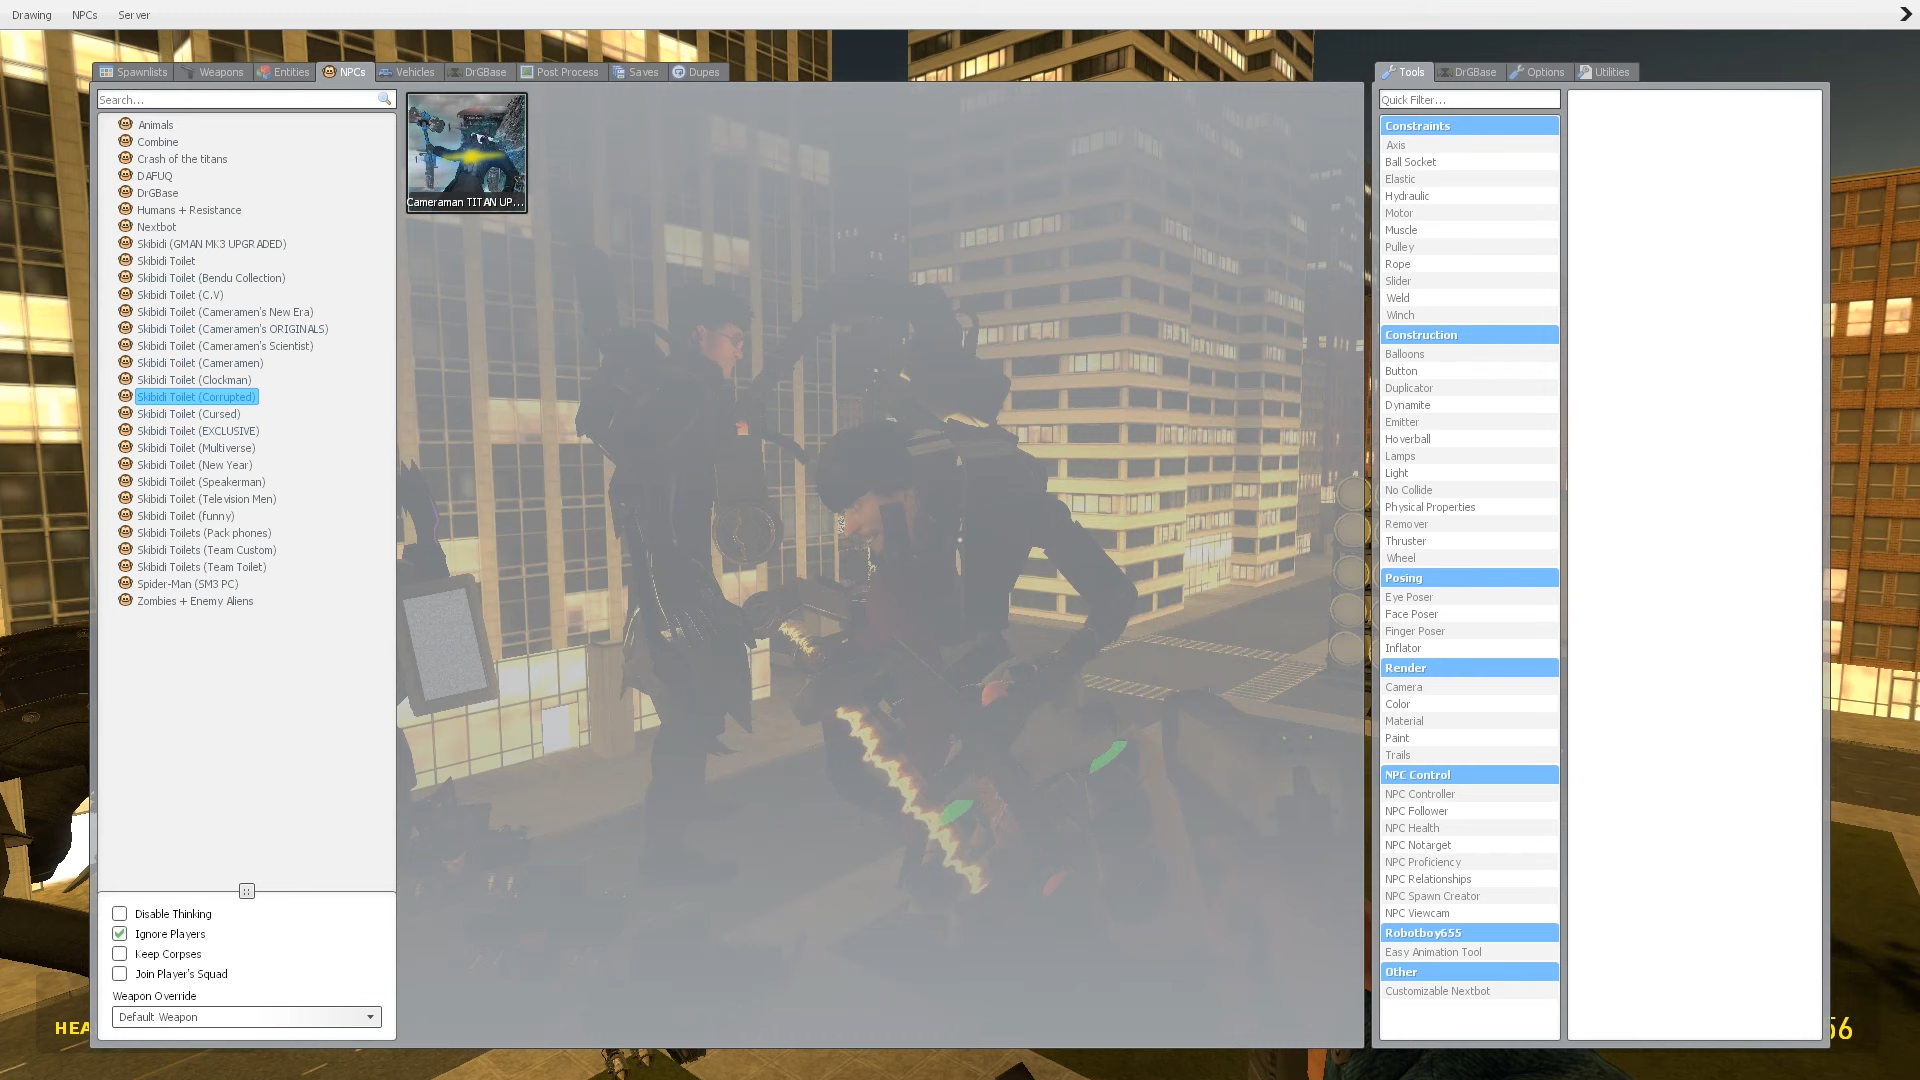 Drawing NPCs Server
Spawnlists Weapons Entities NPCs Vehicles DrGBase Post Process Saves Dupes
Search...
Animals
Combine
Crash of the titans
DAFUQ
DrGBase
Humans + Resistance
Nextbot
Skibidi (GMAN MK3 UPGRADED)
Skibidi Toilet
Skibidi Toilet (Bendu Collection)
Skibidi Toilet (C.V)
Skibidi Toilet (Cameramen's New Era)
Skibidi Toilet (Cameramen's ORIGINALS)
Skibidi Toilet (Cameramen's Scientist)
Skibidi Toilet (Cameramen)
Skibidi Toilet (Clockman)
Skibidi Toilet (Corrupted)
Skibidi Toilet (Cursed)
Skibidi Toilet (EXCLUSIVE)
Skibidi Toilet (Multiverse)
Skibidi Toilet (New Year)
Skibidi Toilet (Speakerman)
Skibidi Toilet (Television Men)
Skibidi Toilet (funny)
Skibidi Toilets (Pack phones)
Skibidi Toilets (Team Custom)
Skibidi Toilets (Team Toilet)
Spider-Man (SM3 PC)
Zombies + Enemy Aliens
Disable Thinking
Ignore Players
Keep Corpses
Join Player's Squad
Weapon Override
Default Weapon
Cameraman TITAN UP...
Tools DrGBase Options Utilities
Quick Filter...
Constraints
Axis
Ball Socket
Elastic
Hydraulic
Motor
Muscle
Pulley
Rope
Slider
Weld
Winch
Construction
Balloons
Button
Duplicator
Dynamite
Emitter
Hoverball
Lamps
Light
No Collide
Physical Properties
Remover
Thruster
Wheel
Posing
Eye Poser
Face Poser
Finger Poser
Inflator
Render
Camera
Color
Material
Paint
Trails
NPC Control
NPC Controller
NPC Follower
NPC Health
NPC Notarget
NPC Proficiency
NPC Relationships
NPC Spawn Creator
NPC Viewcam
Robotboy655
Easy Animation Tool
Other
Customizable Nextbot
HEA
56